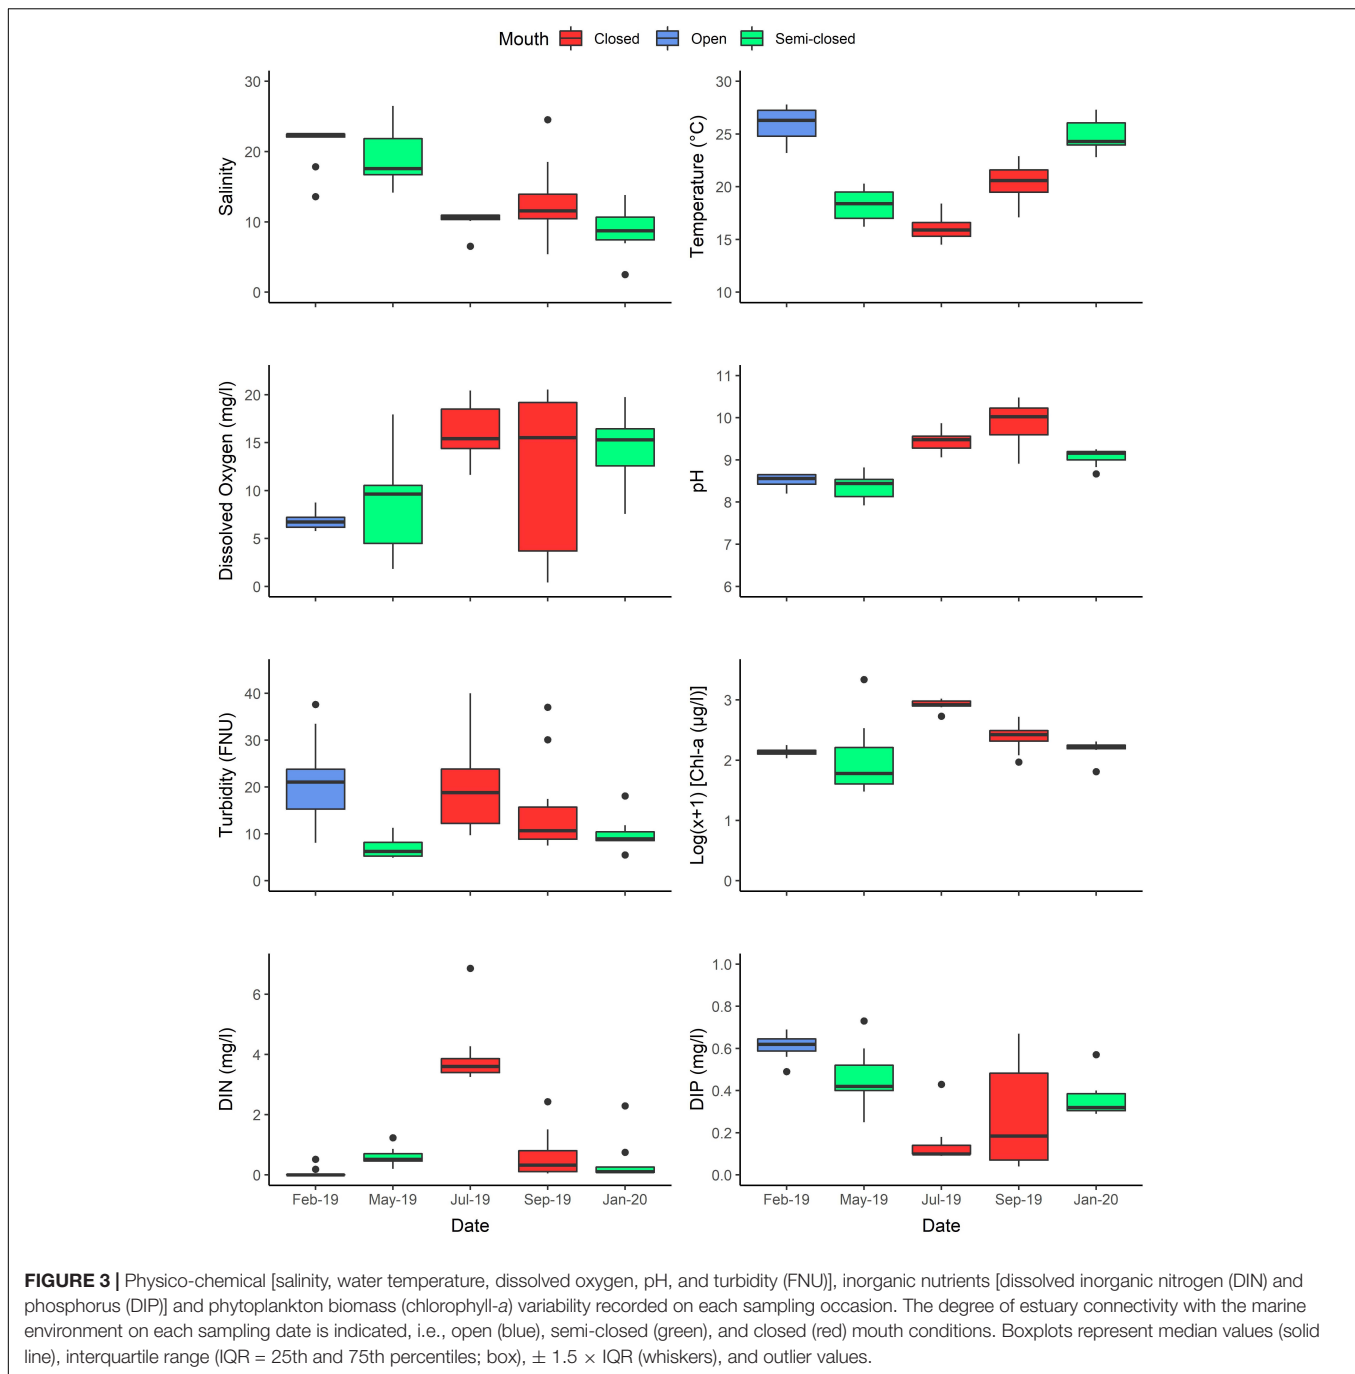 Mouth Closed Open Semi-closed
Salinity
30
20
10
0
Temperature (°C)
30
25
20
15
10
Dissolved Oxygen (mg/l)
20
15
10
5
0
pH
11
10
9
8
7
6
Turbidity (FNU)
40
30
20
10
0
Log(x+1) [Chl-a (µg/l)]
3
2
1
0
DIN (mg/l)
6
4
2
0
Feb-19 May-19 Jul-19 Sep-19 Jan-20
Date
DIP (mg/l)
1.0
0.8
0.6
0.4
0.2
0.0
Feb-19 May-19 Jul-19 Sep-19 Jan-20
Date
FIGURE 3 | Physico-chemical [salinity, water temperature, dissolved oxygen, pH, and turbidity (FNU)], inorganic nutrients [dissolved inorganic nitrogen (DIN) and
phosphorus (DIP)] and phytoplankton biomass (chlorophyll-a) variability recorded on each sampling occasion. The degree of estuary connectivity with the marine
environment on each sampling date is indicated, i.e., open (blue), semi-closed (green), and closed (red) mouth conditions. Boxplots represent median values (solid
line), interquartile range (IQR = 25th and 75th percentiles; box), ± 1.5 × IQR (whiskers), and outlier values.